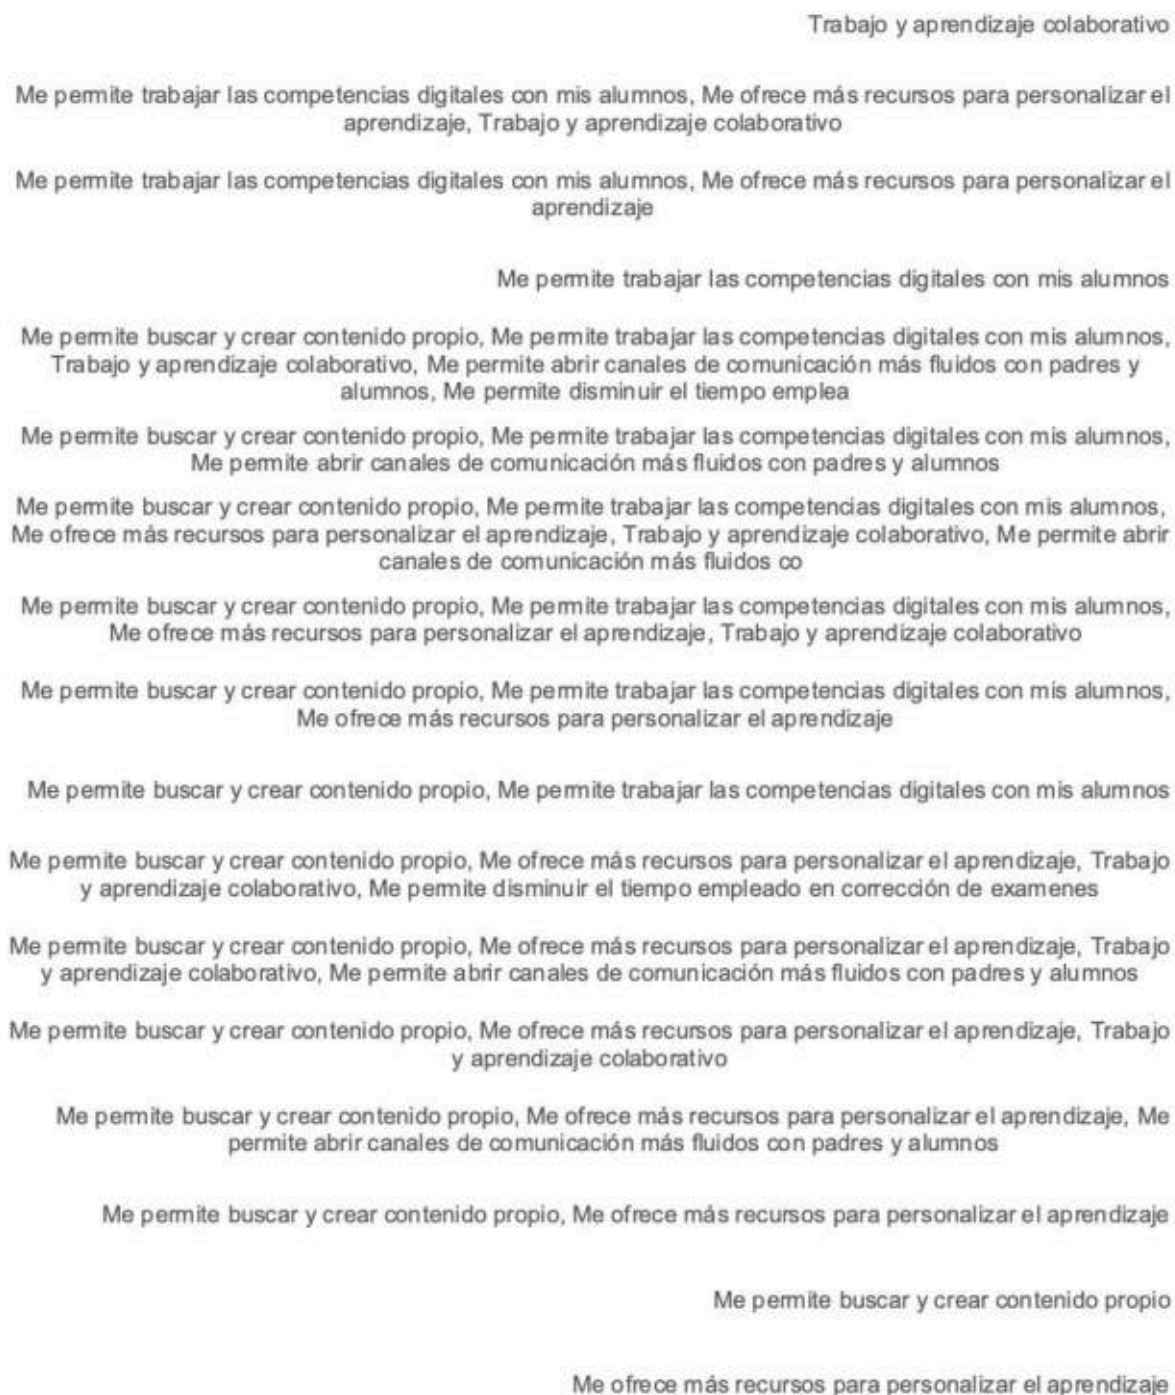 Trabajo y aprendizaje colaborativo
Me permite trabajar las competencias digitales con mis alumnos, Me ofrece más recursos para personalizar el
aprendizaje, Trabajo y aprendizaje colaborativo
Me permite trabajar las competencias digitales con mis alumnos, Me ofrece más recursos para personalizar el
aprendizaje
Me permite trabajar las competencias digitales con mis alumnos
Me permite buscar y crear contenido propio, Me permite trabajar las competencias digitales con mis alumnos,
Trabajo y aprendizaje colaborativo, Me permite abrir canales de comunicación más fluidos con padres y
alumnos, Me permite disminuir el tiempo emplea
Me permite buscar y crear contenido propio, Me permite trabajar las competencias digitales con mis alumnos,
Me permite abrir canales de comunicación más fluidos con padres y alumnos
Me permite buscar y crear contenido propio, Me permite trabajar las competencias digitales con mis alumnos,
Me ofrece más recursos para personalizar el aprendizaje, Trabajo y aprendizaje colaborativo, Me permite abrir
canales de comunicación más fluidos co
Me permite buscar y crear contenido propio, Me permite trabajar las competencias digitales con mis alumnos,
Me ofrece más recursos para personalizar el aprendizaje, Trabajo y aprendizaje colaborativo
Me permite buscar y crear contenido propio, Me permite trabajar las competencias digitales con mis alumnos,
Me ofrece más recursos para personalizar el aprendizaje
Me permite buscar y crear contenido propio, Me permite trabajar las competencias digitales con mis alumnos
Me permite buscar y crear contenido propio, Me ofrece más recursos para personalizar el aprendizaje, Trabajo
y aprendizaje colaborativo, Me permite disminuir el tiempo empleado en corrección de examenes
Me permite buscar y crear contenido propio, Me ofrece más recursos para personalizar el aprendizaje, Trabajo
y aprendizaje colaborativo, Me permite abrir canales de comunicación más fluidos con padres y alumnos
Me permite buscar y crear contenido propio, Me ofrece más recursos para personalizar el aprendizaje, Trabajo
y aprendizaje colaborativo
Me permite buscar y crear contenido propio, Me ofrece más recursos para personalizar el aprendizaje, Me
permite abrir canales de comunicación más fluidos con padres y alumnos
Me permite buscar y crear contenido propio, Me ofrece más recursos para personalizar el aprendizaje
Me permite buscar y crear contenido propio
Me ofrece más recursos para personalizar el aprendizaje